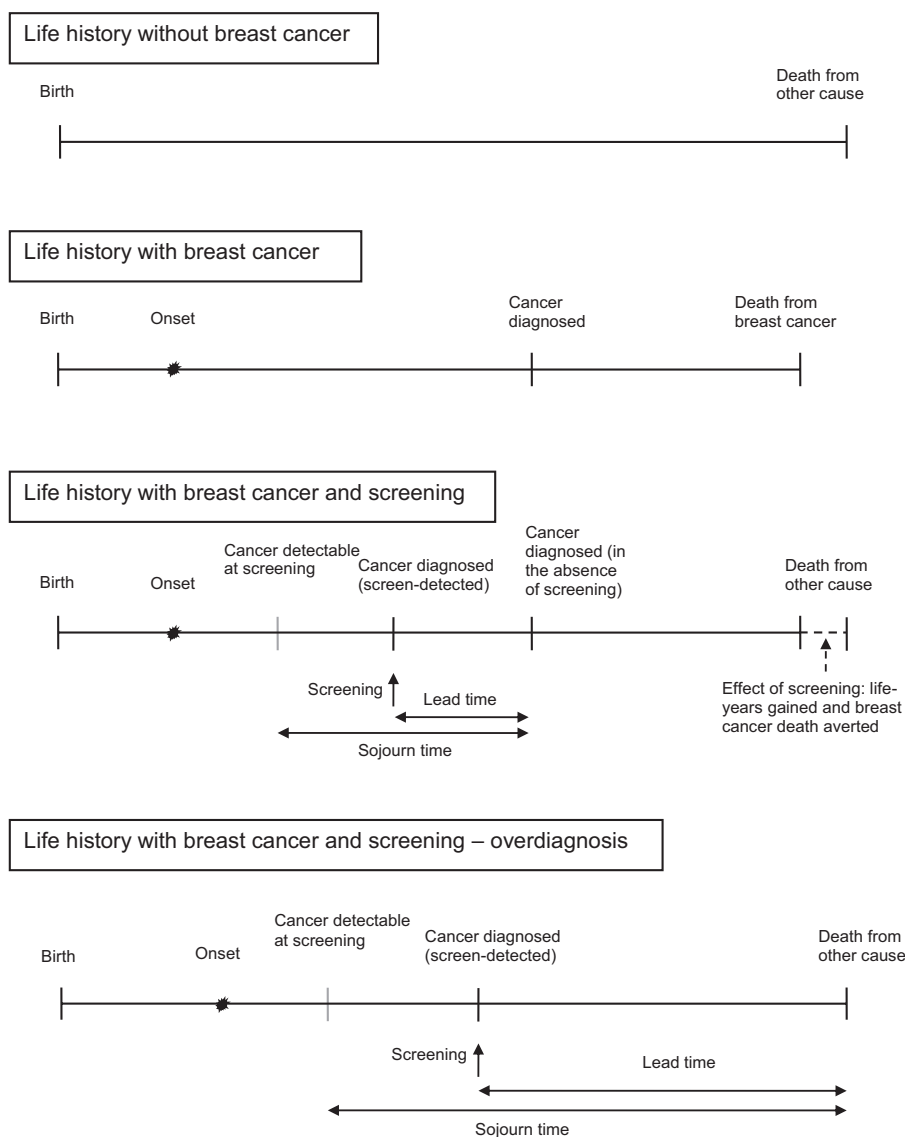 Life history without breast cancer
Birth
Death from
other cause
Life history with breast cancer
Birth
Onset
Cancer
diagnosed
Death from
breast cancer
Life history with breast cancer and screening
Birth
Onset
Cancer detectable
at screening
Cancer diagnosed
(screen-detected)
Cancer
diagnosed (in
the absence
of screening)
Death from
other cause
Screening
Lead time
Sojourn time
Effect of screening: life-
years gained and breast
cancer death averted
Life history with breast cancer and screening – overdiagnosis
Birth
Onset
Cancer detectable
at screening
Cancer diagnosed
(screen-detected)
Death from
other cause
Screening
Lead time
Sojourn time